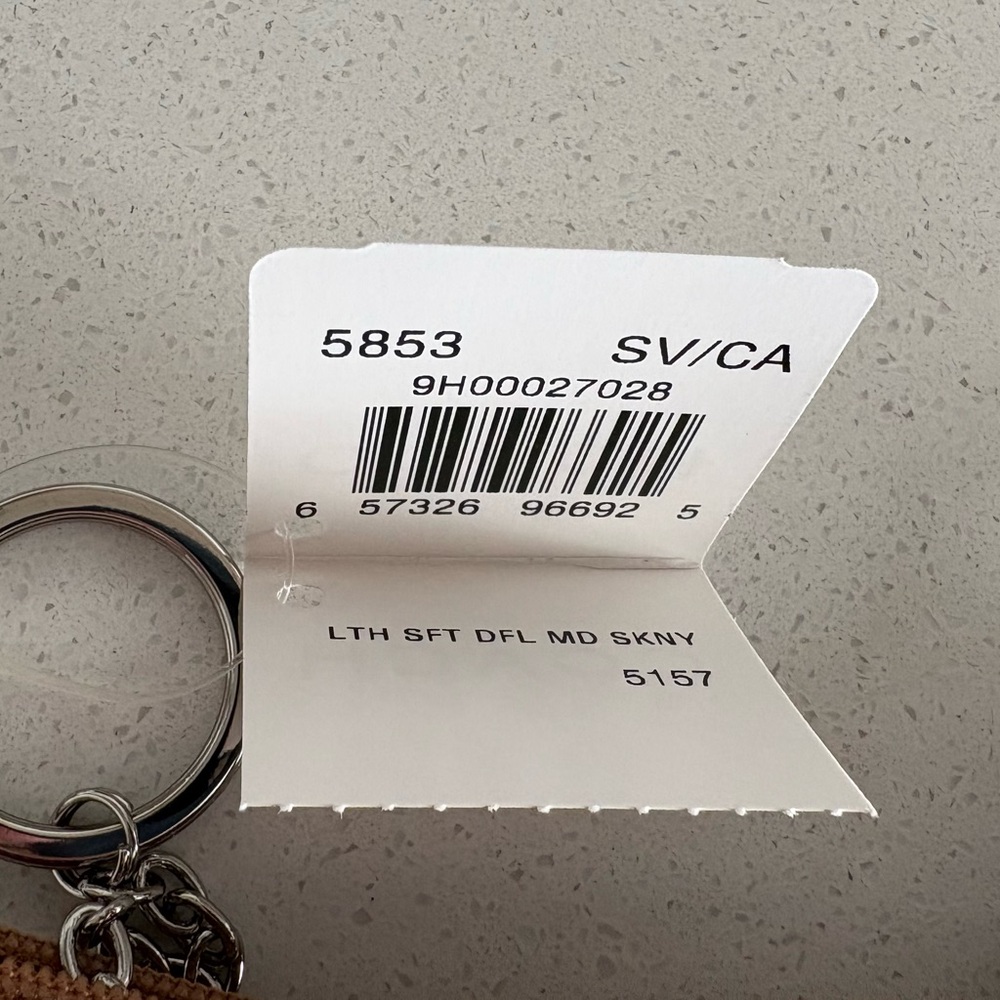 5853 SV/CA
9H00027028
6 57326 96692 5
LTH SFT DFL MD SKNY
5157